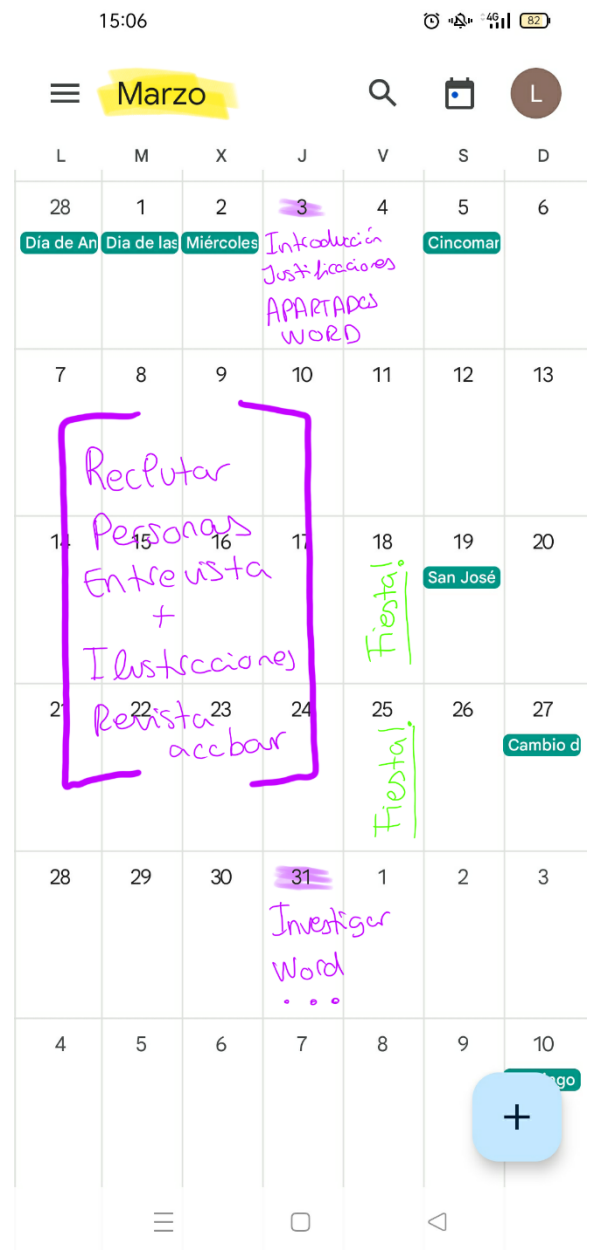 15:06
4G 82
Marzo
L
L M X J V S D
28 1 2 3 4 5 6
Día de An Dia de las Miércoles Cincomar
Introducción
Justificaciones
APARTADOS
WORD
7 8 9 10 11 12 13
Reclutar
14 15 16 17 18 19 20
Personas
San José
Entrevista
+
Fiesta!
Ilustracciones
21 22 23 24 25 26 27
Revista
accbar
Cambio d
Fiesta!
28 29 30 31 1 2 3
Investigar
Word
...
4 5 6 7 8 9 10
ngo
+